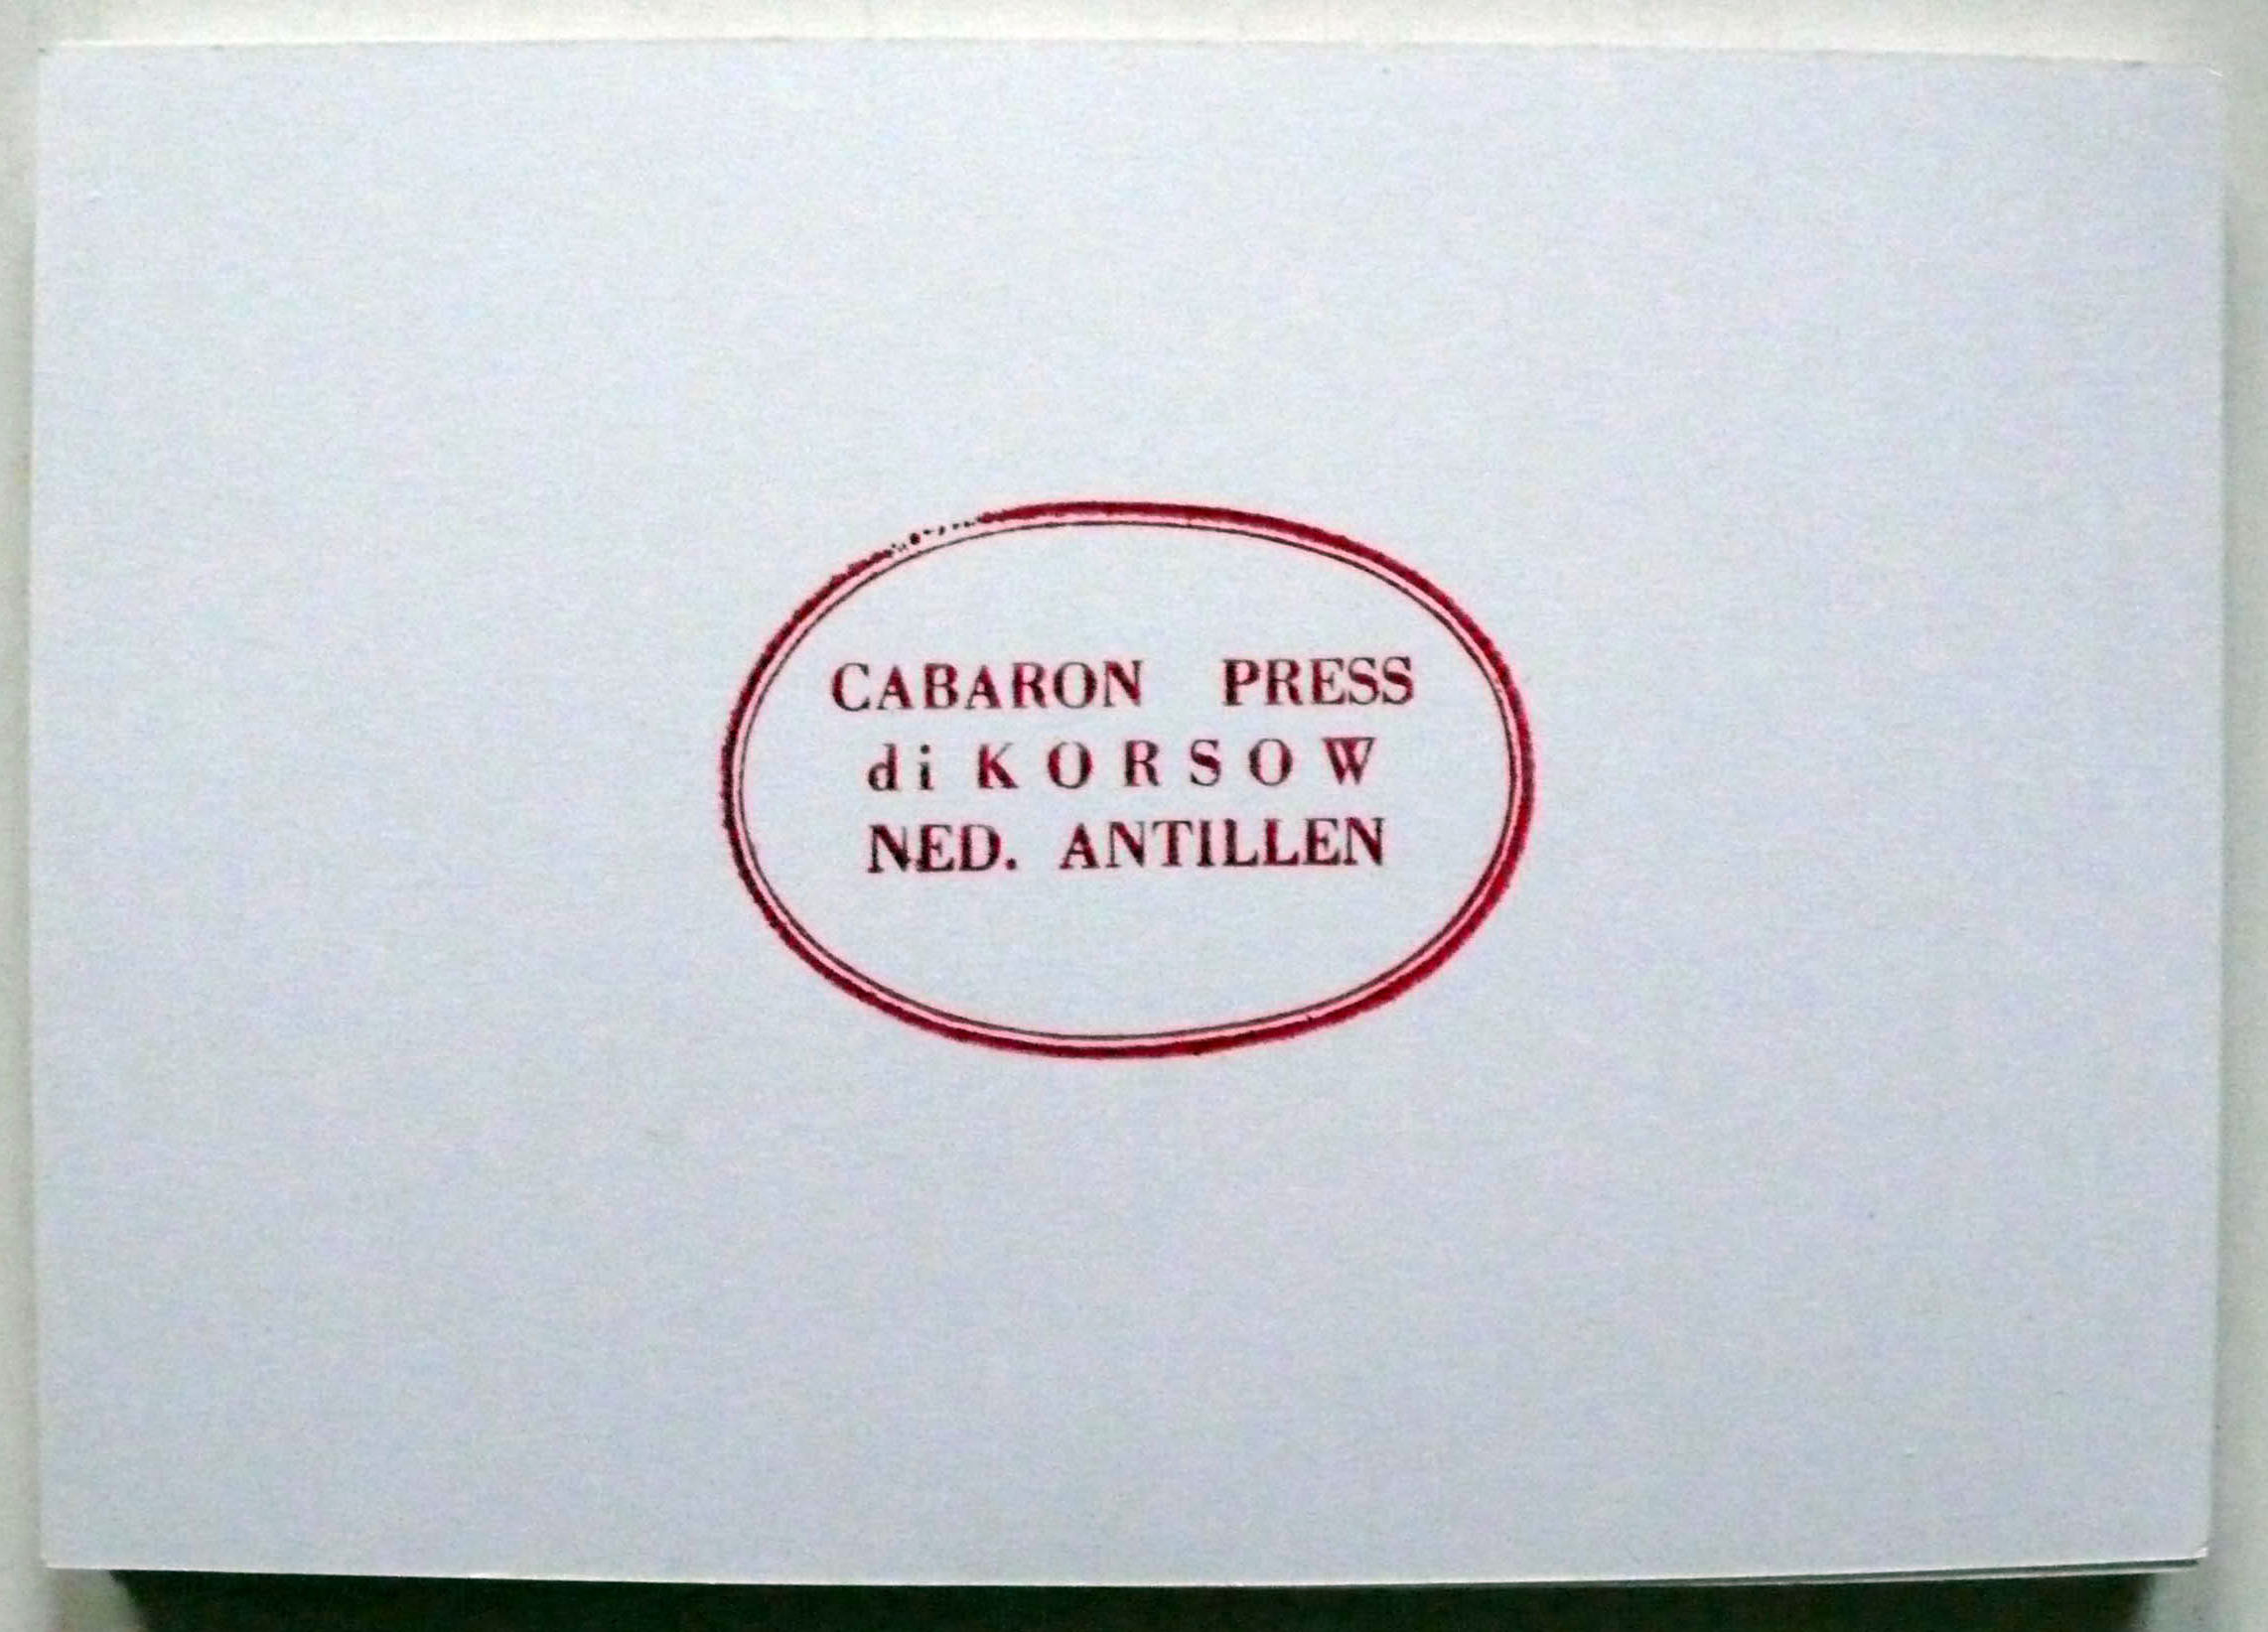 CABARON PRESS
di KORSOW
NED. ANTILLEN